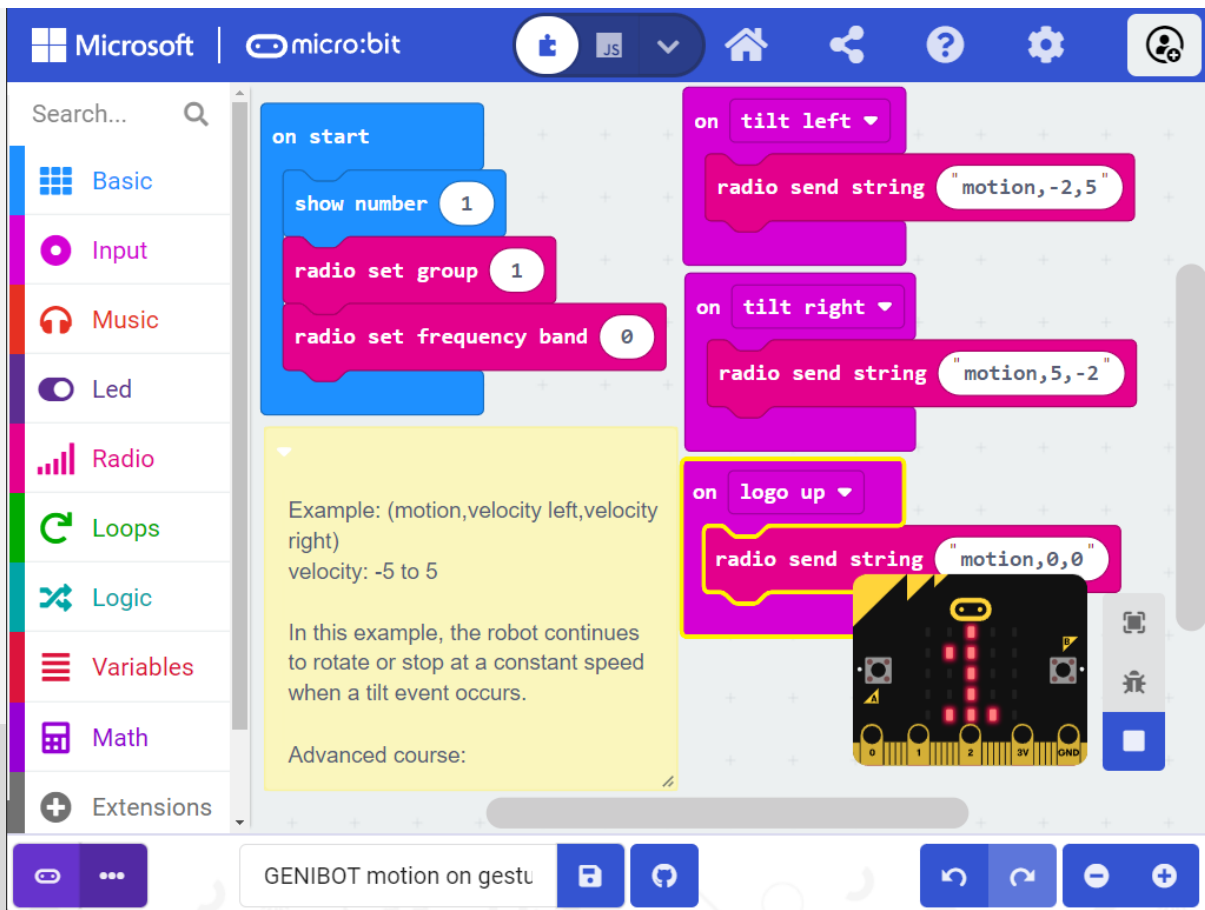 Microsoft | micro:bit
JS
Search...
Basic
Input
Music
Led
Radio
Loops
Logic
Variables
Math
Extensions
on start
show number 1
radio set group 1
radio set frequency band 0
Example: (motion,velocity left,velocity
right)
velocity: -5 to 5
In this example, the robot continues
to rotate or stop at a constant speed
when a tilt event occurs.
Advanced course:
on tilt left
radio send string "motion,-2,5"
on tilt right
radio send string "motion,5,-2"
on logo up
radio send string "motion,0,0"
B
A
0 1 2 3V GND
GENIBOT motion on gestu